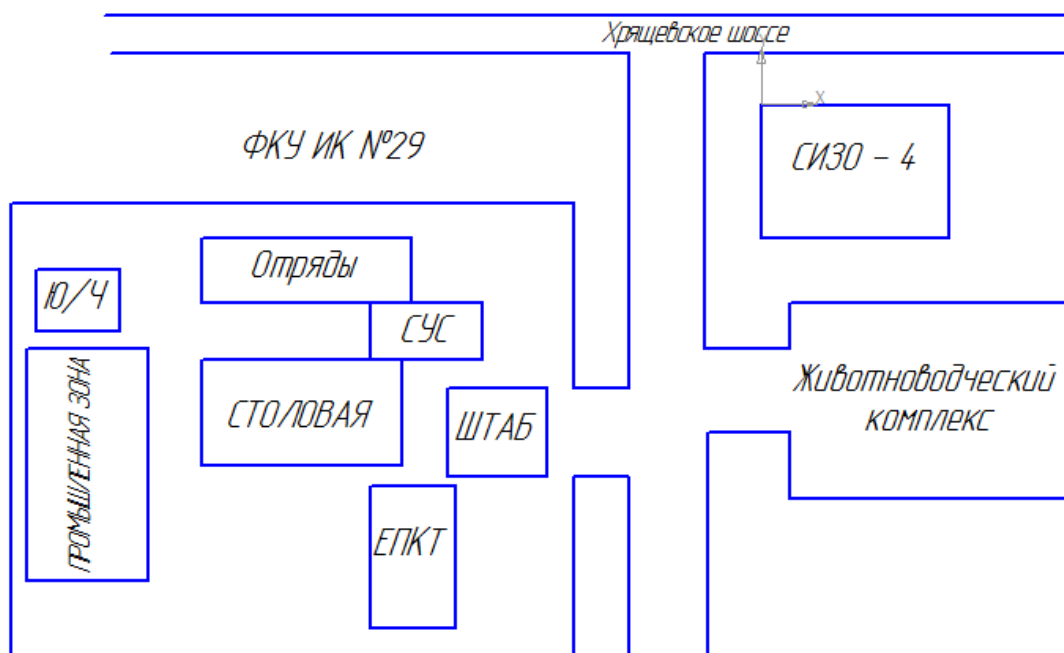 Хрящевское шоссе
Y
X
ФКУ ИК №29
СИЗО - 4
Отряды
Ю/Ч
СУС
ПРОМЫШЛЕННАЯ ЗОНА
СТОЛОВАЯ
ШТАБ
Животноводческий
комплекс
ЕПКТ